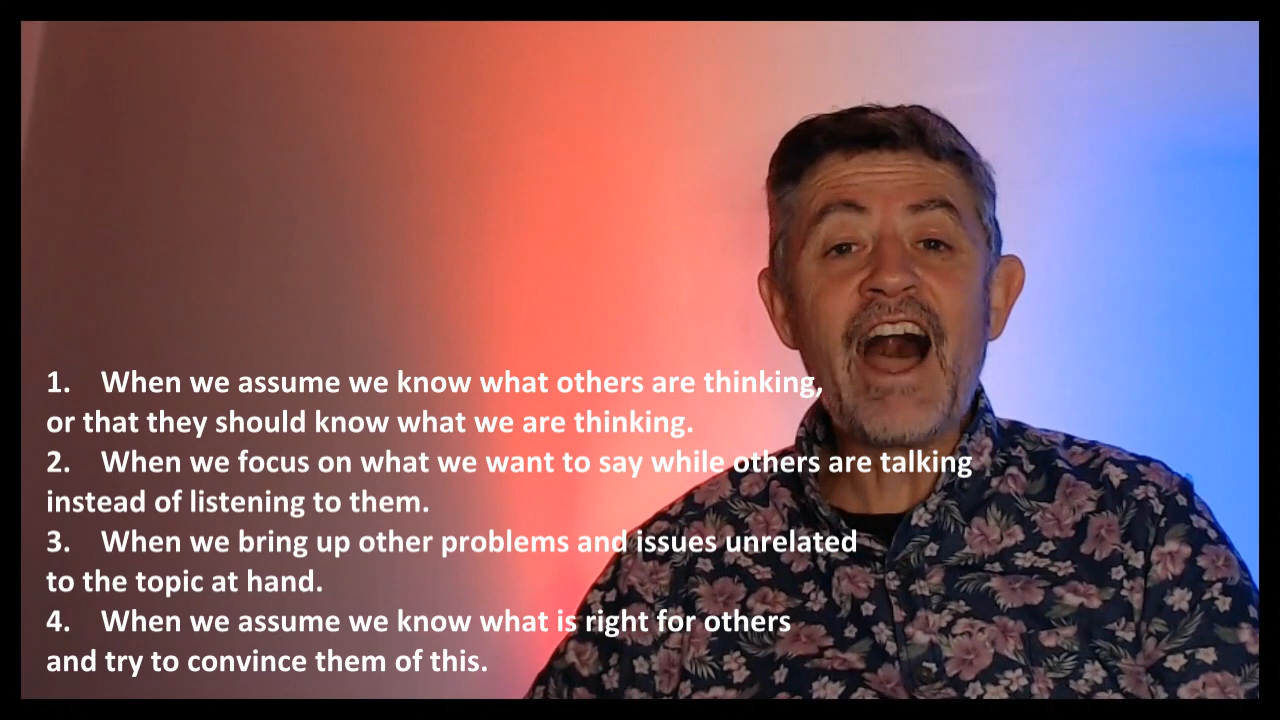 1. When we assume we know what others are thinking,
or that they should know what we are thinking.
2. When we focus on what we want to say while others are talking
instead of listening to them.
3. When we bring up other problems and issues unrelated
to the topic at hand.
4. When we assume we know what is right for others
and try to convince them of this.